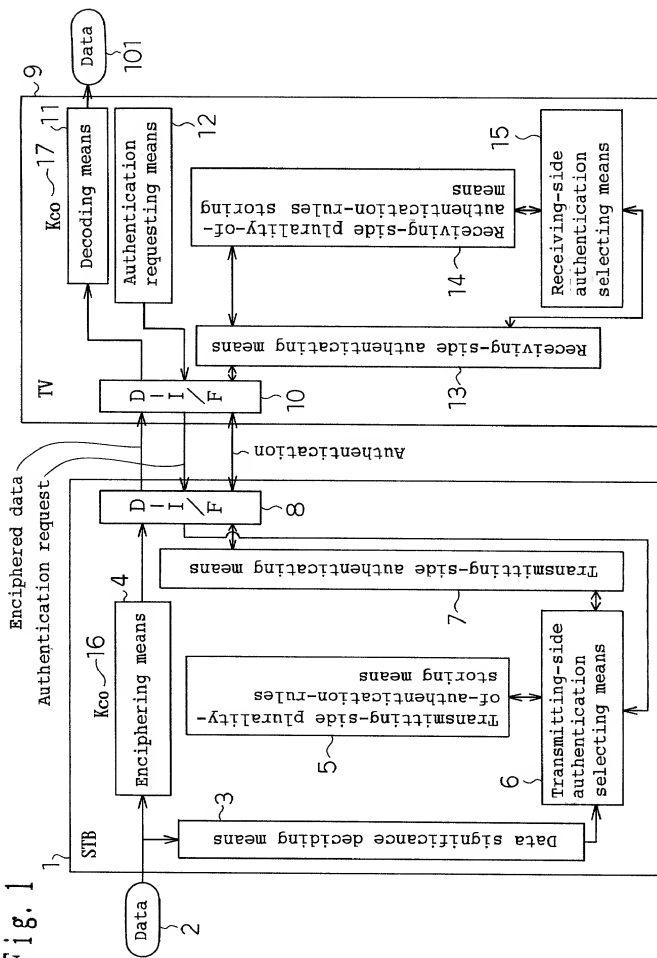 Fig. 1
Enciphered data
Authentication request
1
STB
Data
2
Data significance deciding means
3
Kco
16
Enciphering means
4
Transmitting-side plurality-
of-authentication-rules
storing means
5
Transmitting-side
authentication
selecting means
6
Transmitting-side authenticating means
7
D-I/F
8
Authentication
TV
9
D-I/F
10
Kco
17
Decoding means
11
Authentication
requesting means
12
Data
101
Receiving-side authenticating means
13
Receiving-side-side plurality-of-
authentication-rules storing
means
14
Receiving-side
authentication
selecting means
15